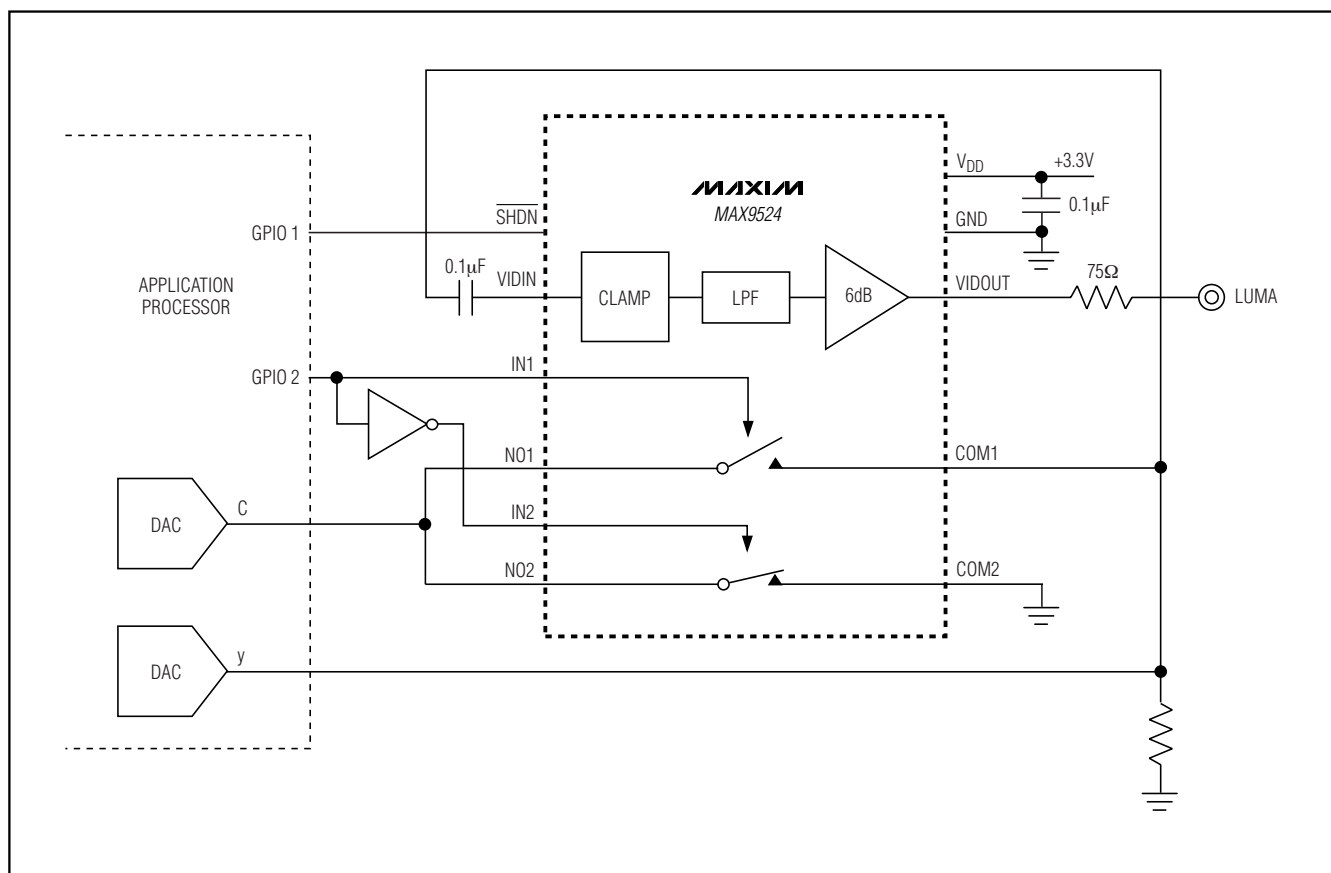 APPLICATION
PROCESSOR
GPIO 1
GPIO 2
DAC
C
DAC
y
0.1μF
SHDN
VIDIN
IN1
NO1
IN2
NO2
MAXIM
MAX9524
CLAMP
LPF
6dB
VDD
+3.3V
0.1μF
GND
VIDOUT
75Ω
LUMA
COM1
COM2